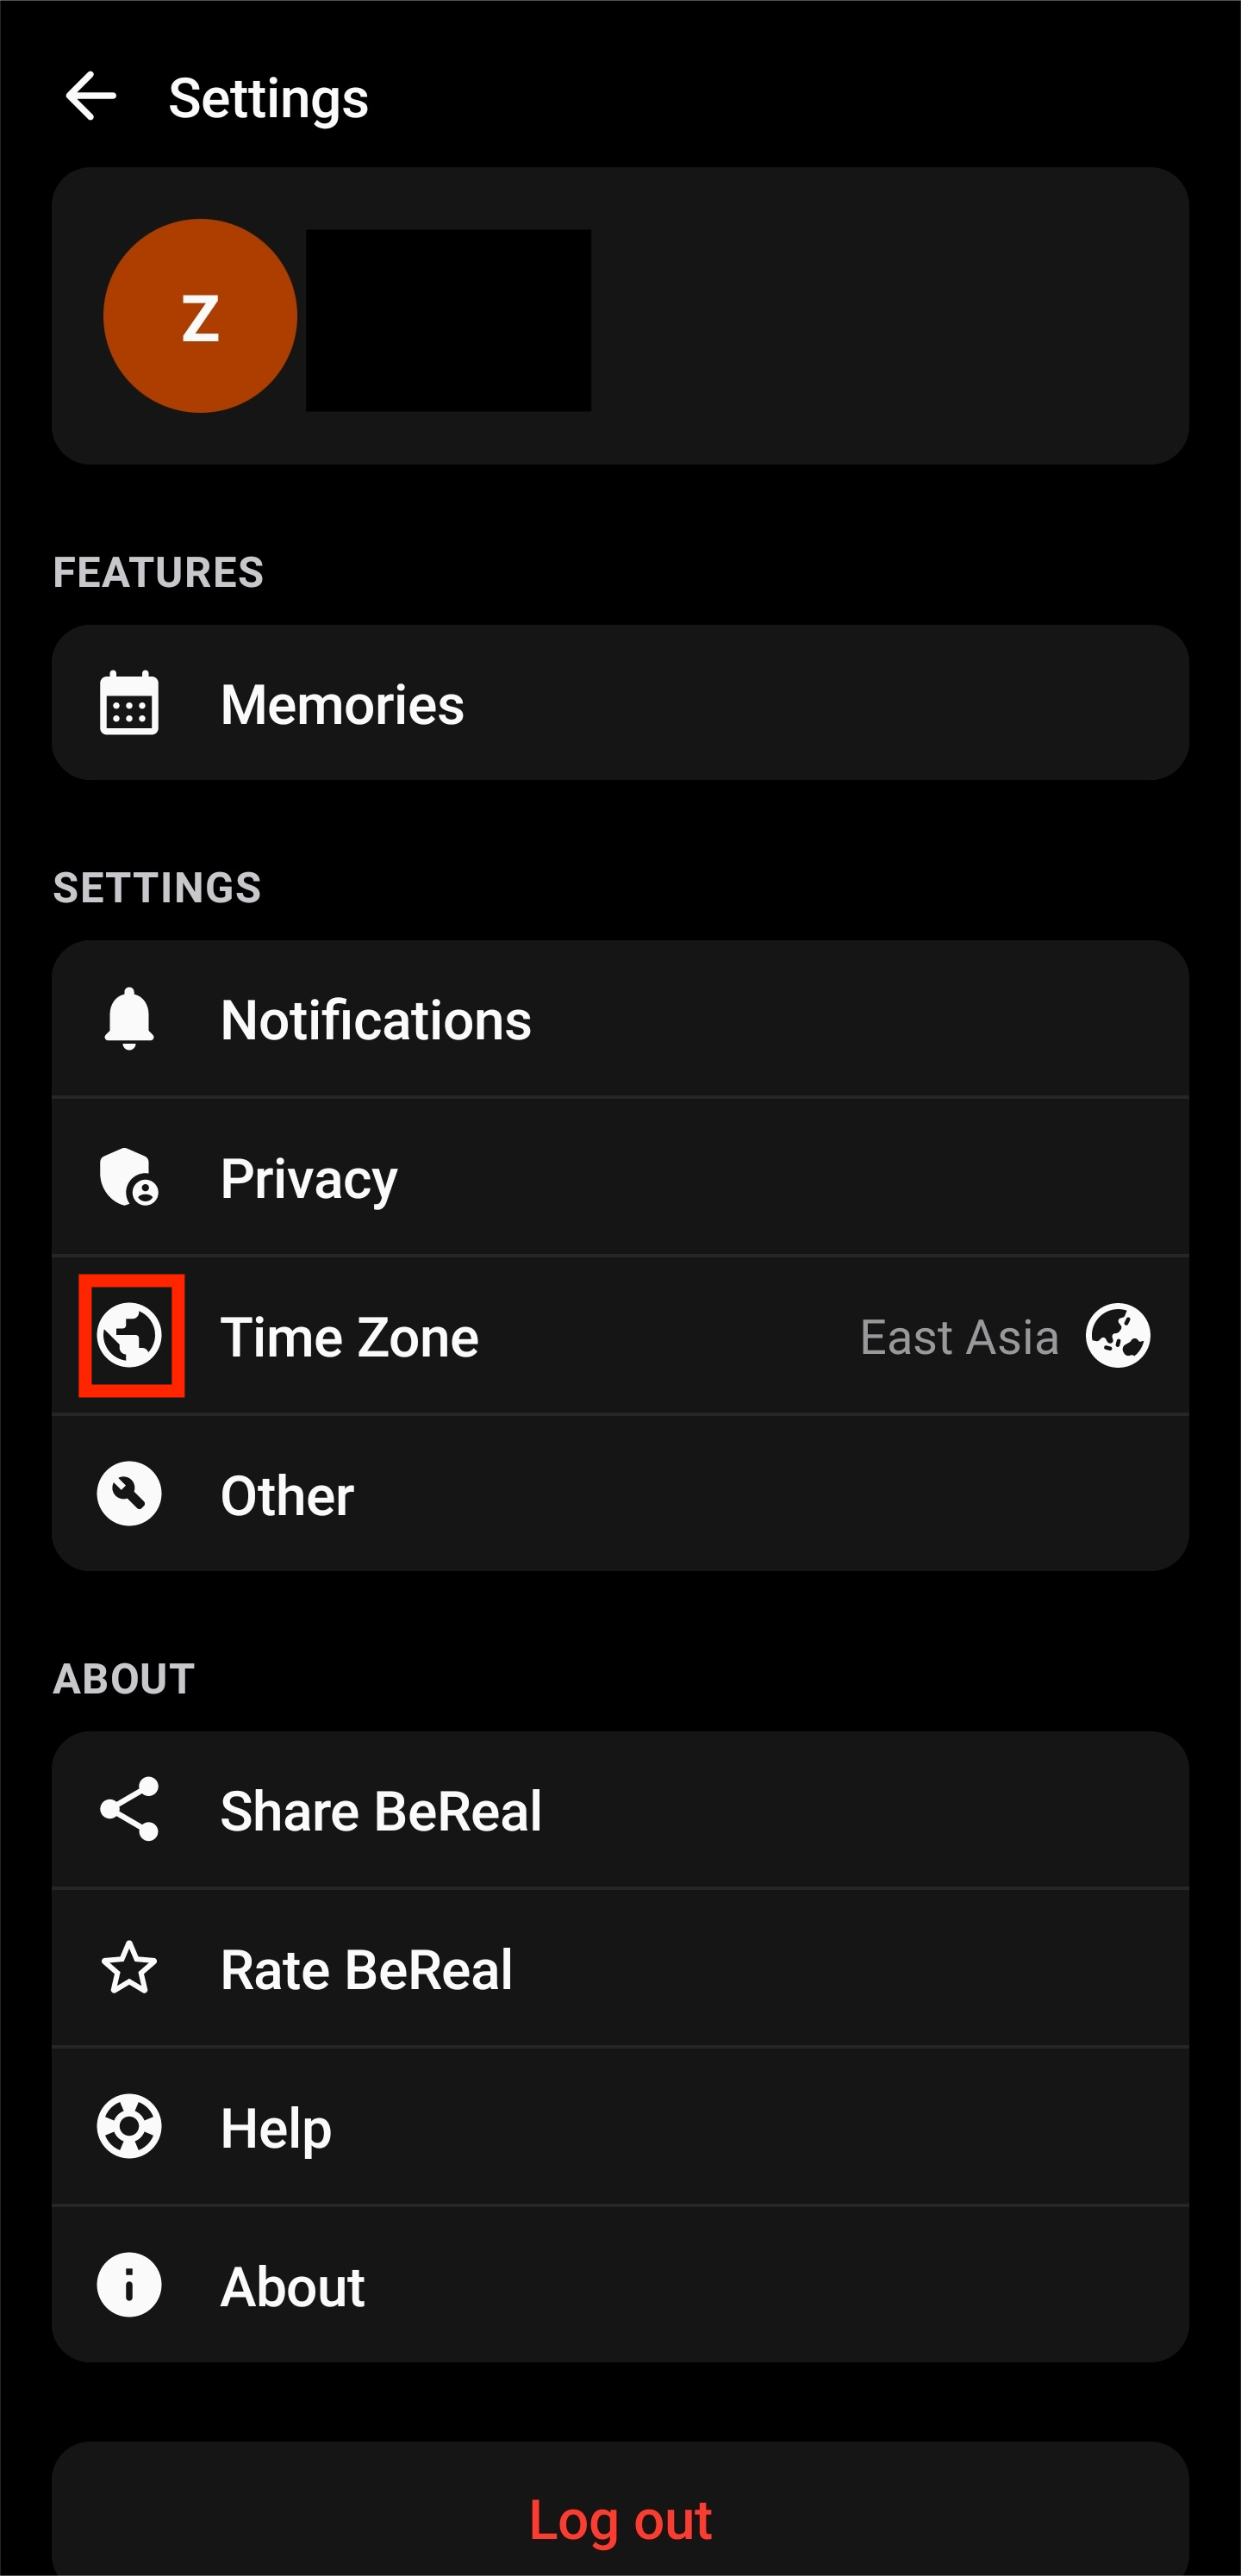 Settings
Z
FEATURES
Memories
SETTINGS
Notifications
Privacy
Time Zone East Asia
Other
ABOUT
Share BeReal
Rate BeReal
Help
About
Log out